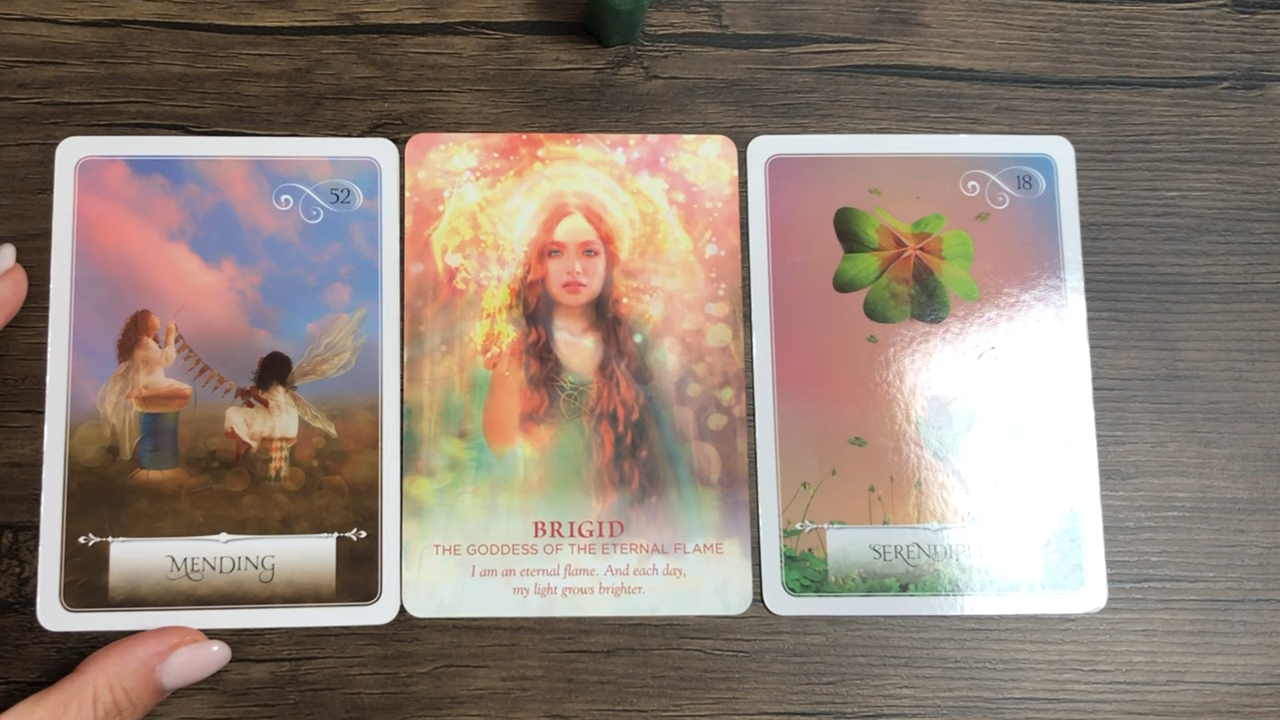 52
MENDING
BRIGID
THE GODDESS OF THE ETERNAL FLAME
I am an eternal flame. And each day,
my light grows brighter.
18